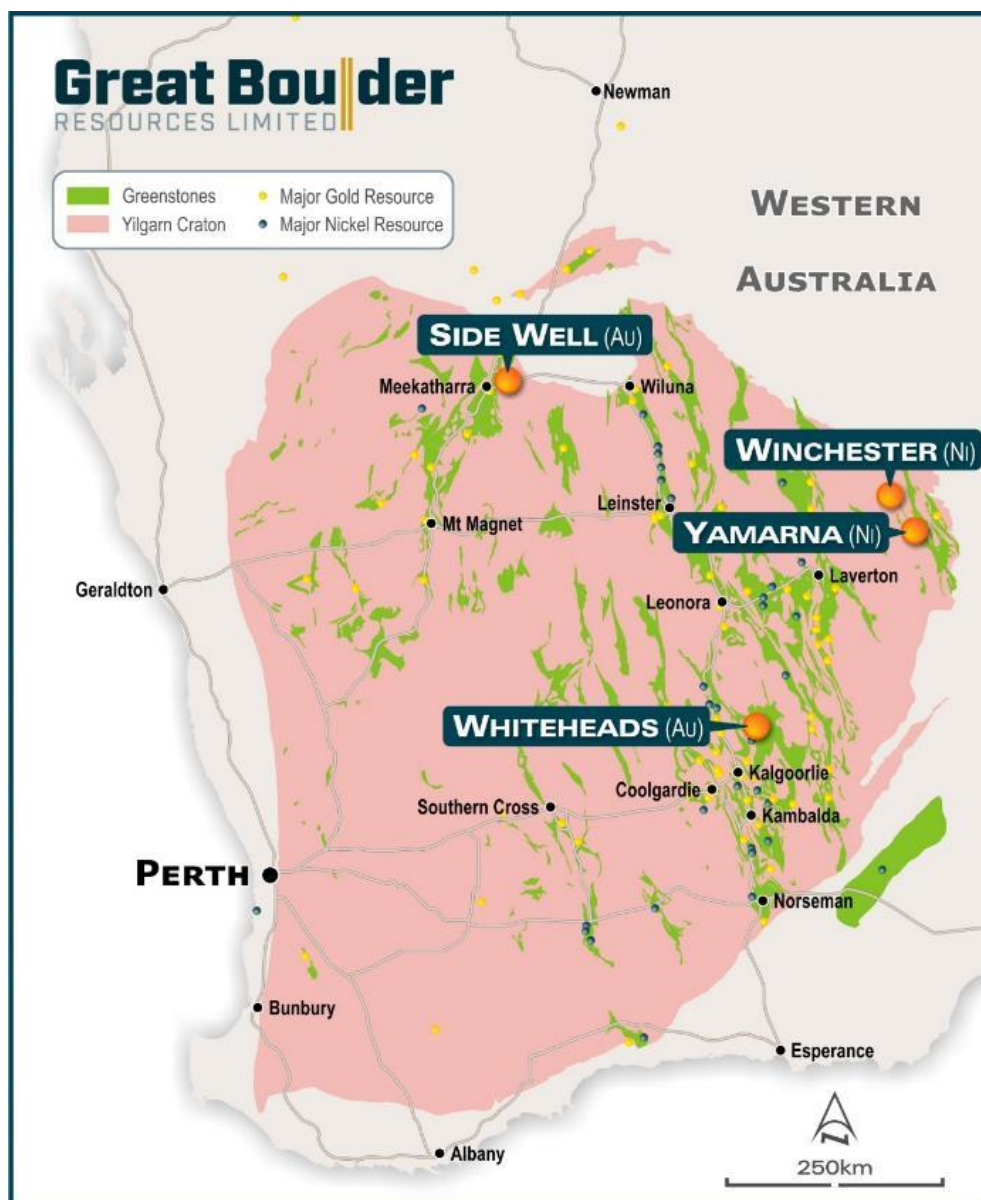 Great Boulder
RESOURCES LIMITED
Newman
Greenstones
Major Gold Resource
Yilgarn Craton
Major Nickel Resource
WESTERN
AUSTRALIA
SIDE WELL (AU)
Meekatharra
Wiluna
WINCHESTER (NI)
Leinster
Mt Magnet
YAMARNA (NI)
Geraldton
Laverton
Leonora
WHITEHEADS (AU)
Kalgoorlie
Coolgardie
Southern Cross
Kambalda
PERTH
Norseman
Bunbury
Esperance
N
Albany
250km